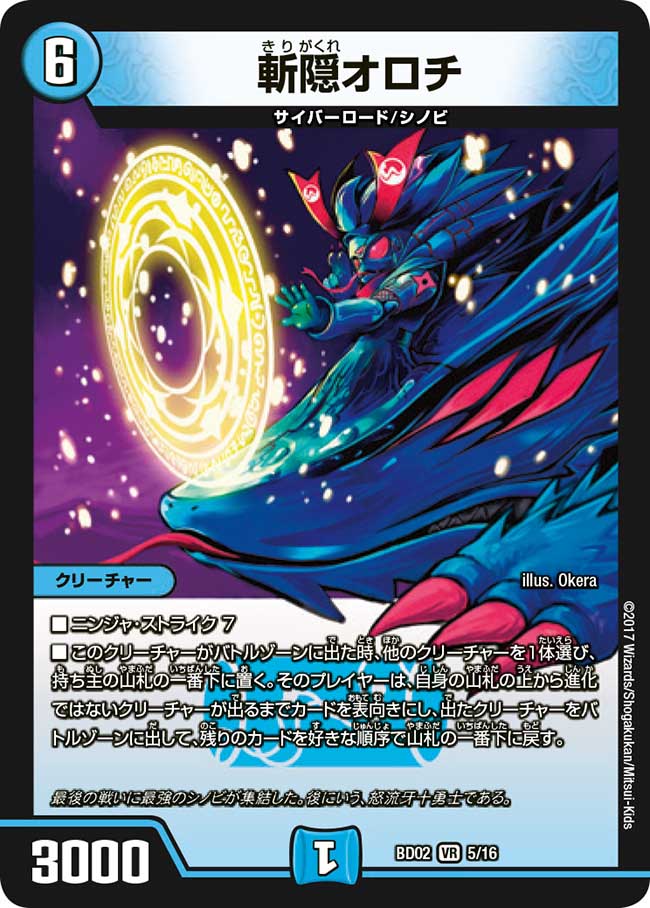 6
きりがくれ
斬隠オロチ
サイバーロード/シノビ
クリーチャー
illus. Okera
■ニンジャ・ストライク 7
■このクリーチャーがバトルゾーンに出た時、他のクリーチャーを1体選び、
持ち主の山札の一番下に置く。そのプレイヤーは、自身の山札の上から進化
ではないクリーチャーが出るまでカードを表向きにし、出たクリーチャーをバ
トルゾーンに出して、残りのカードを好きな順序で山札の一番下に戻す。
最後の戦いに最強のシノビが集結した。後にいう、怒流牙十勇士である。
©2017 Wizards/Shogakukan/Mitsui-Kids
3000
1
BD02 VR 5/16